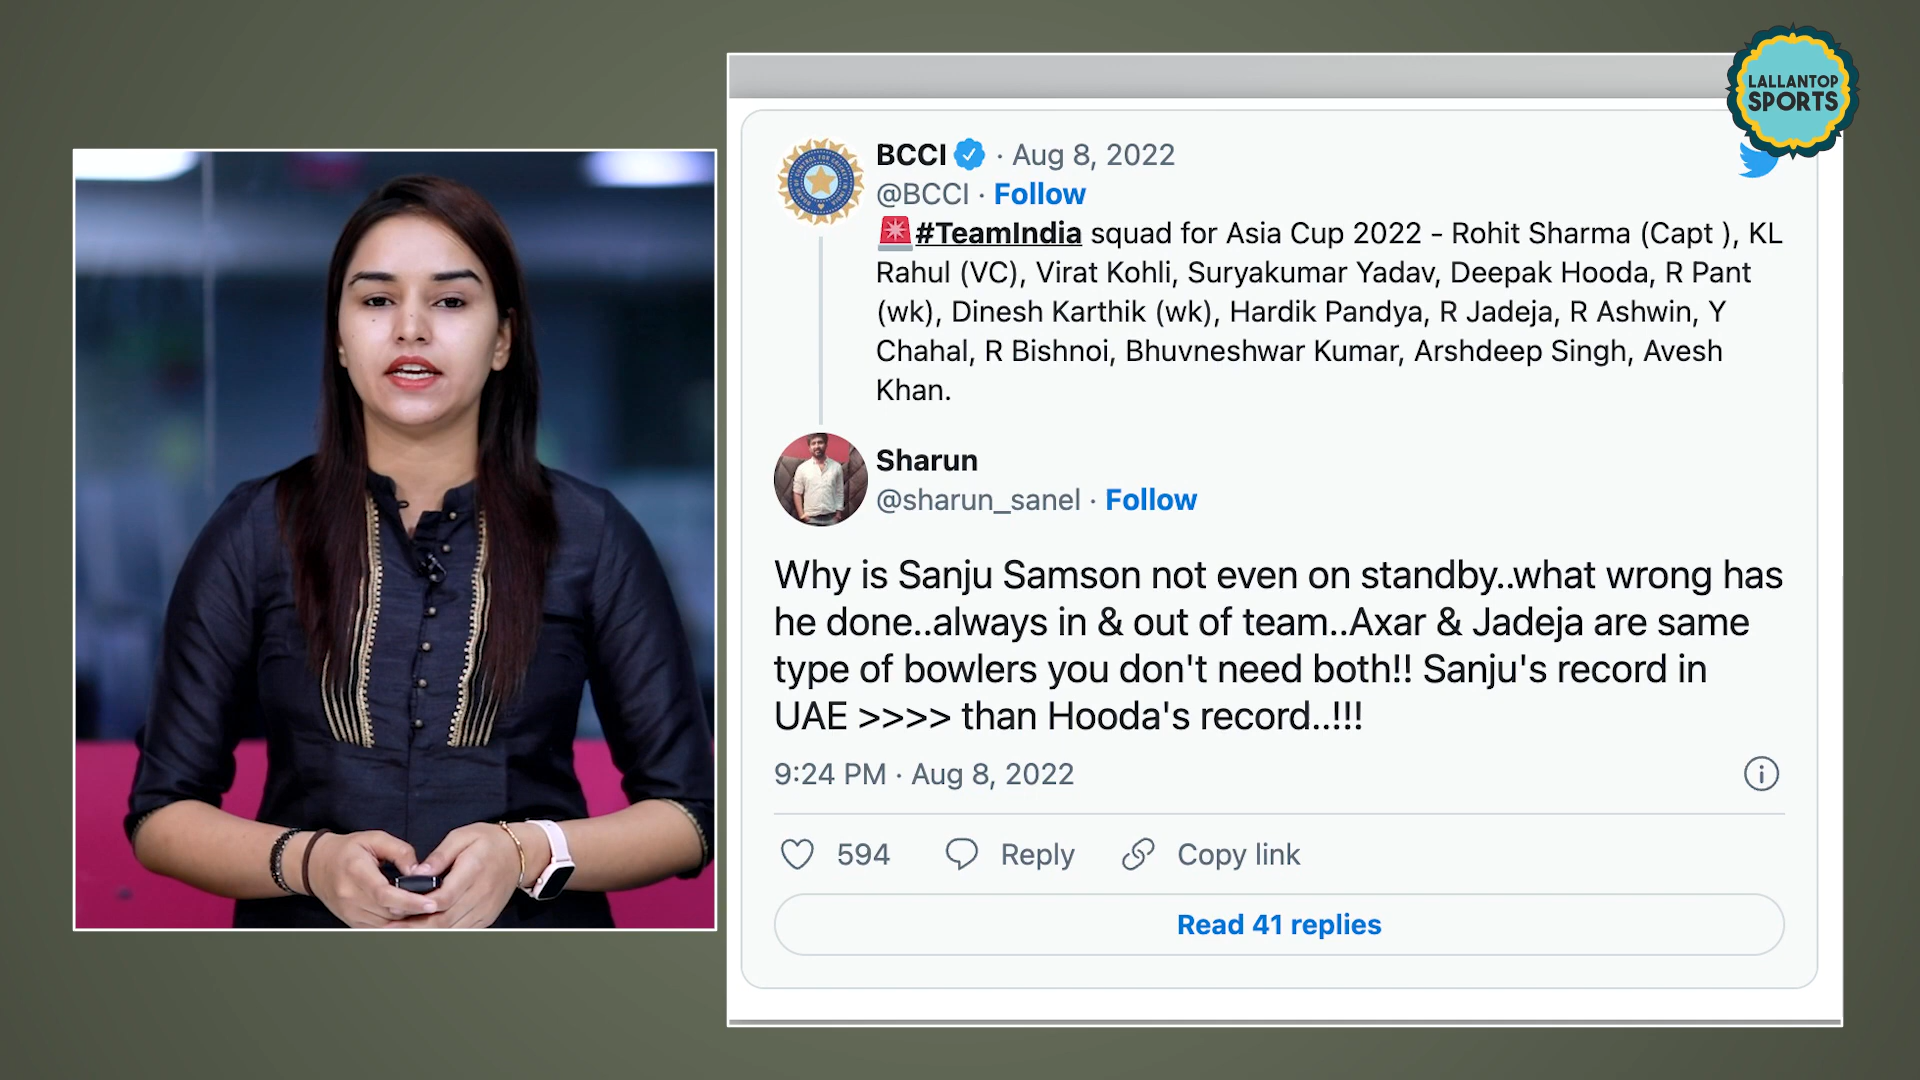 LALLANTOP
SPORTS
BCCI · Aug 8, 2022
@BCCI · Follow
#TeamIndia squad for Asia Cup 2022 - Rohit Sharma (Capt ), KL
Rahul (VC), Virat Kohli, Suryakumar Yadav, Deepak Hooda, R Pant
(wk), Dinesh Karthik (wk), Hardik Pandya, R Jadeja, R Ashwin, Y
Chahal, R Bishnoi, Bhuvneshwar Kumar, Arshdeep Singh, Avesh
Khan.
Sharun
@sharun_sanel · Follow
Why is Sanju Samson not even on standby..what wrong has
he done..always in & out of team..Axar & Jadeja are same
type of bowlers you don't need both!! Sanju's record in
UAE >>>> than Hooda's record..!!!
9:24 PM · Aug 8, 2022
594 Reply Copy link
Read 41 replies